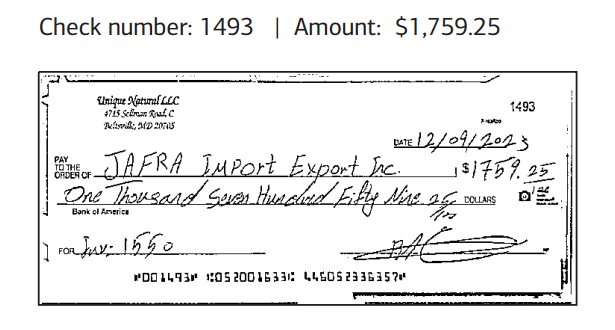 Check number: 1493 | Amount: $1,759.25
Unique Natural LLC
4715 Sellman Road, C
Beltsville, MD 20705
1493
DATE 12/09/2023
PAY TO THE ORDER OF JAFRA IMPort Export Inc. $1759.25
One Thousand Seven Hundred Fifty Nine 25/100 DOLLARS
Bank of America
FOR Inv: 1550
⑈001493⑈ ⑆052001633⑆ 446052336357⑈